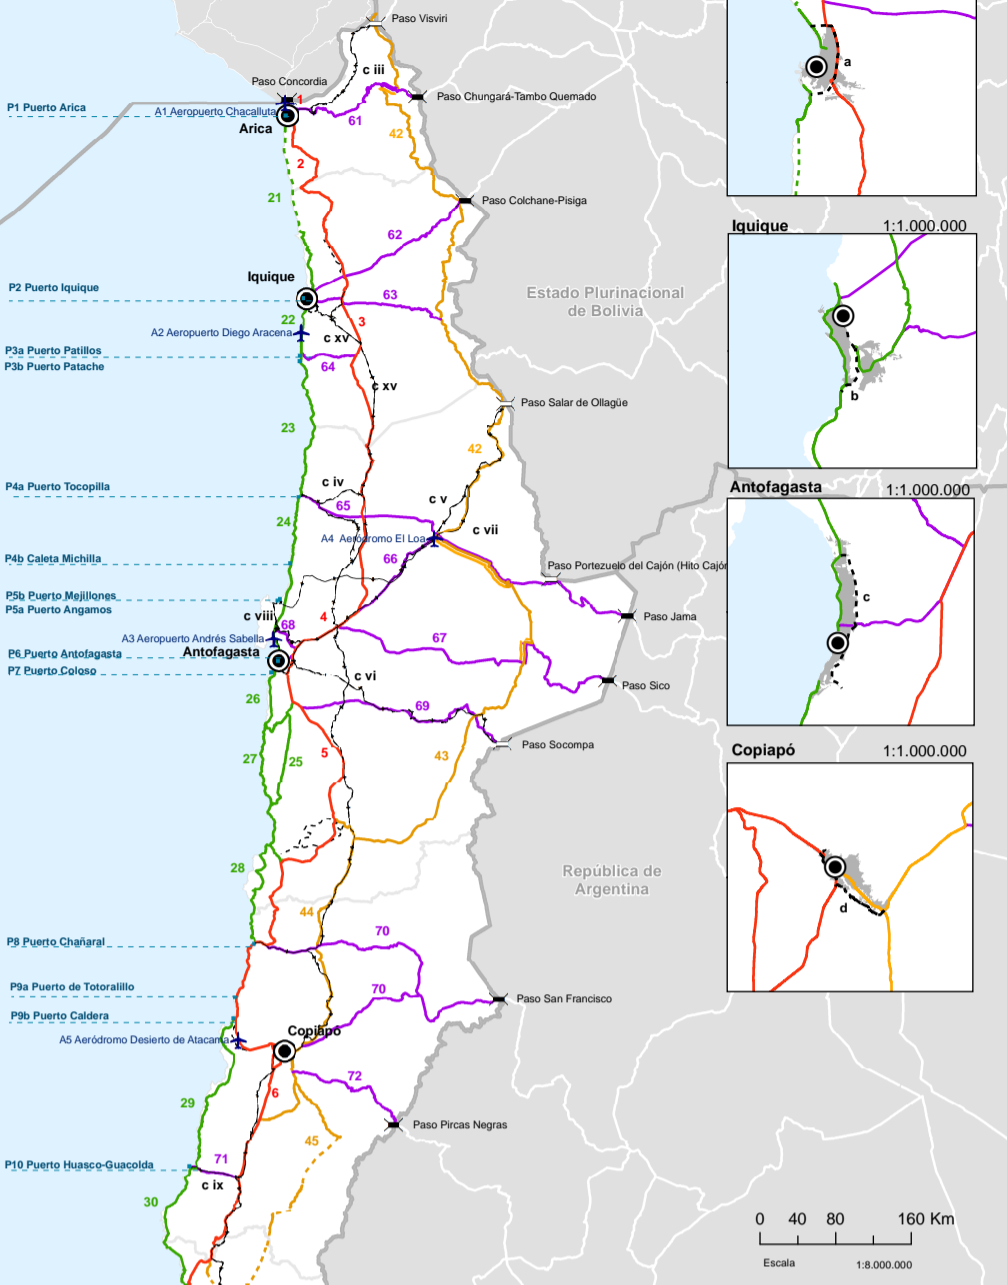 Paso Visviri
c iii
a
Paso Concordia
Paso Chungará-Tambo Quemado
1
P1 Puerto Arica
A1 Aeropuerto Chacalluta
61
Arica
42
2
21
Paso Colchane-Pisiga
Iquique
1:1.000.000
62
Iquique
P2 Puerto Iquique
63
Estado Plurinacional
de Bolivia
22
3
A2 Aeropuerto Diego Aracena
c xv
P3a Puerto Patillos
64
P3b Puerto Patache
c xv
b
Paso Salar de Ollagüe
23
42
c iv
P4a Puerto Tocopilla
Antofagasta
1:1.000.000
65
c v
24
c vii
A4 Aeródromo El Loa
P4b Caleta Michilla
66
Paso Portezuelo del Cajón (Hito Cajón
P5b Puerto Mejillones
P5a Puerto Angamos
c
c viii
4
Paso Jama
68
A3 Aeropuerto Andrés Sabella
67
P6 Puerto Antofagasta
Antofagasta
P7 Puerto Coloso
c vi
Paso Sico
26
69
Paso Socompa
27
25
5
43
Copiapó
1:1.000.000
28
República de
Argentina
44
d
70
P8 Puerto Chañaral
P9a Puerto de Totoralillo
70
Paso San Francisco
P9b Puerto Caldera
Copiapó
A5 Aeródromo Desierto de Atacama
72
6
29
Paso Pircas Negras
45
71
P10 Puerto Huasco-Guacolda
c ix
30
0 40 80 160 Km
Escala
1:8.000.000